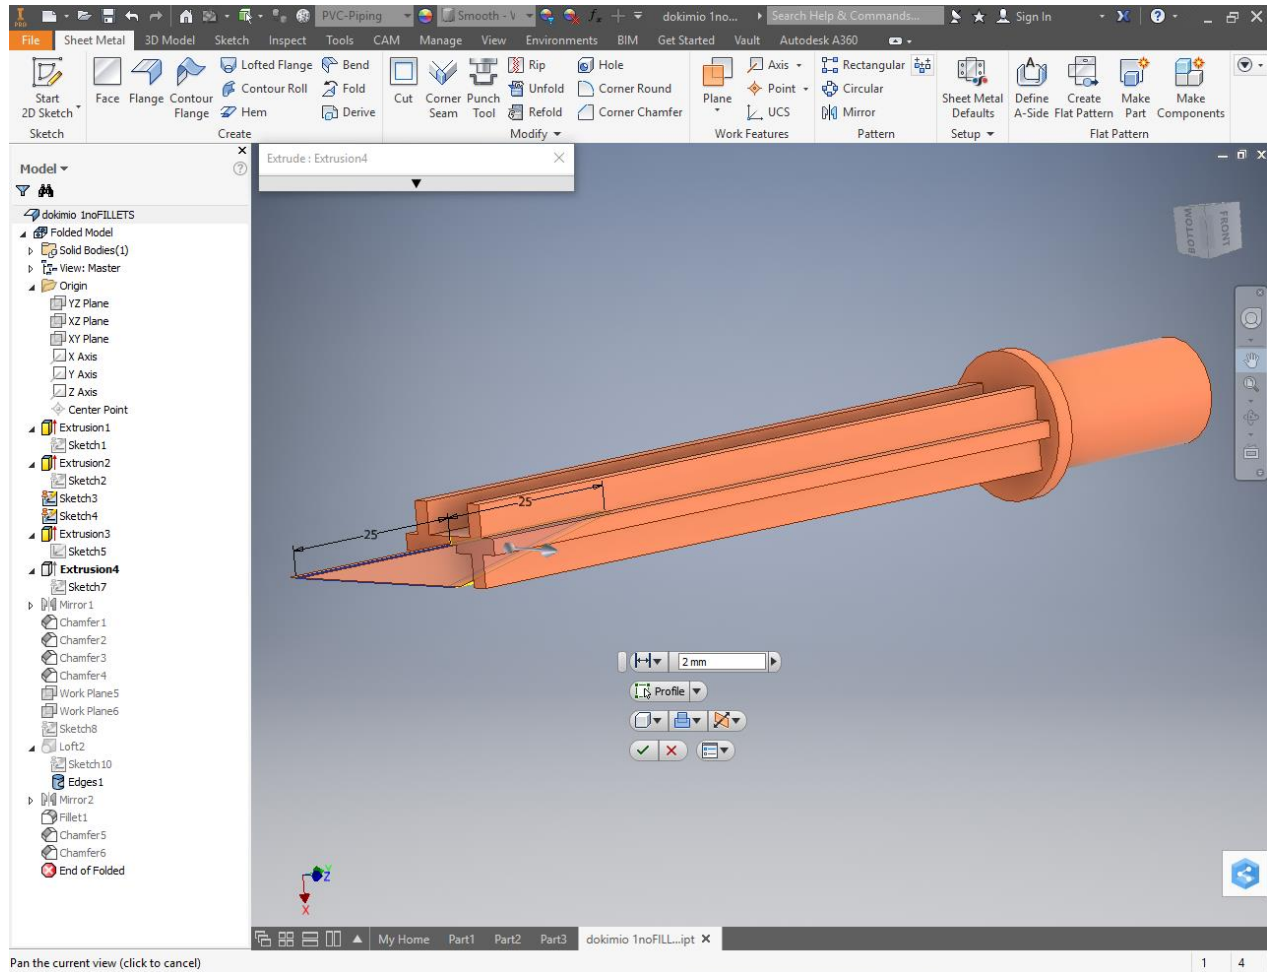 I PRO PVC-Piping Smooth - V dokimio 1no... Search Help & Commands... Sign In
File Sheet Metal 3D Model Sketch Inspect Tools CAM Manage View Environments BIM Get Started Vault Autodesk A360
Start 2D Sketch
Face Flange Contour Flange
Lofted Flange Bend
Contour Roll Fold
Hem Derive
Cut Corner Seam Punch Tool
Rip Hole
Unfold Corner Round
Refold Corner Chamfer
Plane Axis
Point
UCS
Rectangular
Circular
Mirror
Sheet Metal Defaults
Define A-Side Create Flat Pattern Make Part Make Components
Sketch Create Modify Work Features Pattern Setup Flat Pattern
Model
dokimio 1noFILLETS
Folded Model
Solid Bodies(1)
View: Master
Origin
YZ Plane
XZ Plane
XY Plane
X Axis
Y Axis
Z Axis
Center Point
Extrusion1
Sketch1
Extrusion2
Sketch2
Sketch3
Sketch4
Extrusion3
Sketch5
Extrusion4
Sketch7
Mirror1
Chamfer1
Chamfer2
Chamfer3
Chamfer4
Work Plane5
Work Plane6
Sketch8
Loft2
Sketch10
Edges1
Mirror2
Fillet1
Chamfer5
Chamfer6
End of Folded
Extrude : Extrusion4
BOTTOM FRONT
25
25
2 mm
Profile
Y
Z
X
My Home Part1 Part2 Part3 dokimio 1noFILL...ipt X
Pan the current view (click to cancel) 1 4